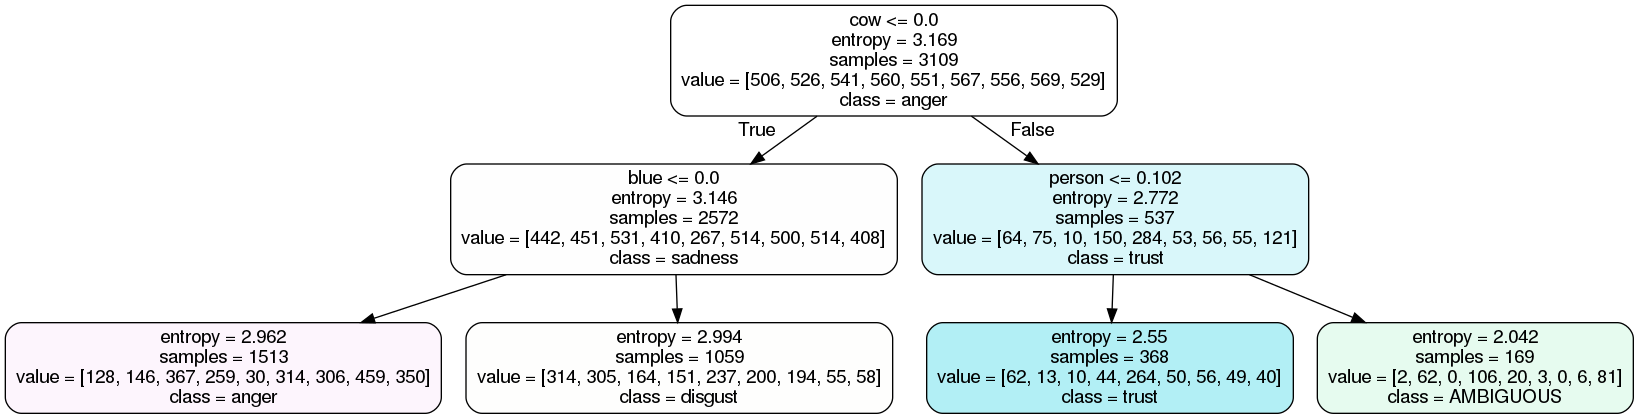 cow <= 0.0
entropy = 3.169
samples = 3109
value = [506, 526, 541, 560, 551, 567, 556, 569, 529]
class = anger
True
False
blue <= 0.0
entropy = 3.146
samples = 2572
value = [442, 451, 531, 410, 267, 514, 500, 514, 408]
class = sadness
person <= 0.102
entropy = 2.772
samples = 537
value = [64, 75, 10, 150, 284, 53, 56, 55, 121]
class = trust
entropy = 2.962
samples = 1513
value = [128, 146, 367, 259, 30, 314, 306, 459, 350]
class = anger
entropy = 2.994
samples = 1059
value = [314, 305, 164, 151, 237, 200, 194, 55, 58]
class = disgust
entropy = 2.55
samples = 368
value = [62, 13, 10, 44, 264, 50, 56, 49, 40]
class = trust
entropy = 2.042
samples = 169
value = [2, 62, 0, 106, 20, 3, 0, 6, 81]
class = AMBIGUOUS